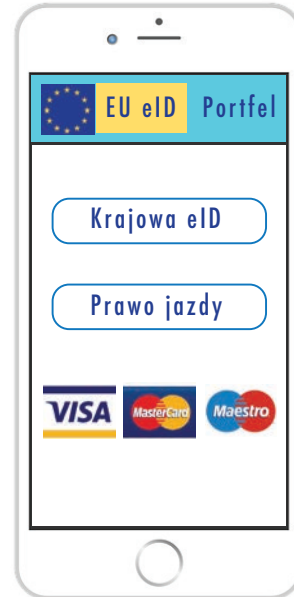 EU eID Portfel
Krajowa eID
Prawo jazdy
VISA MasterCard Maestro